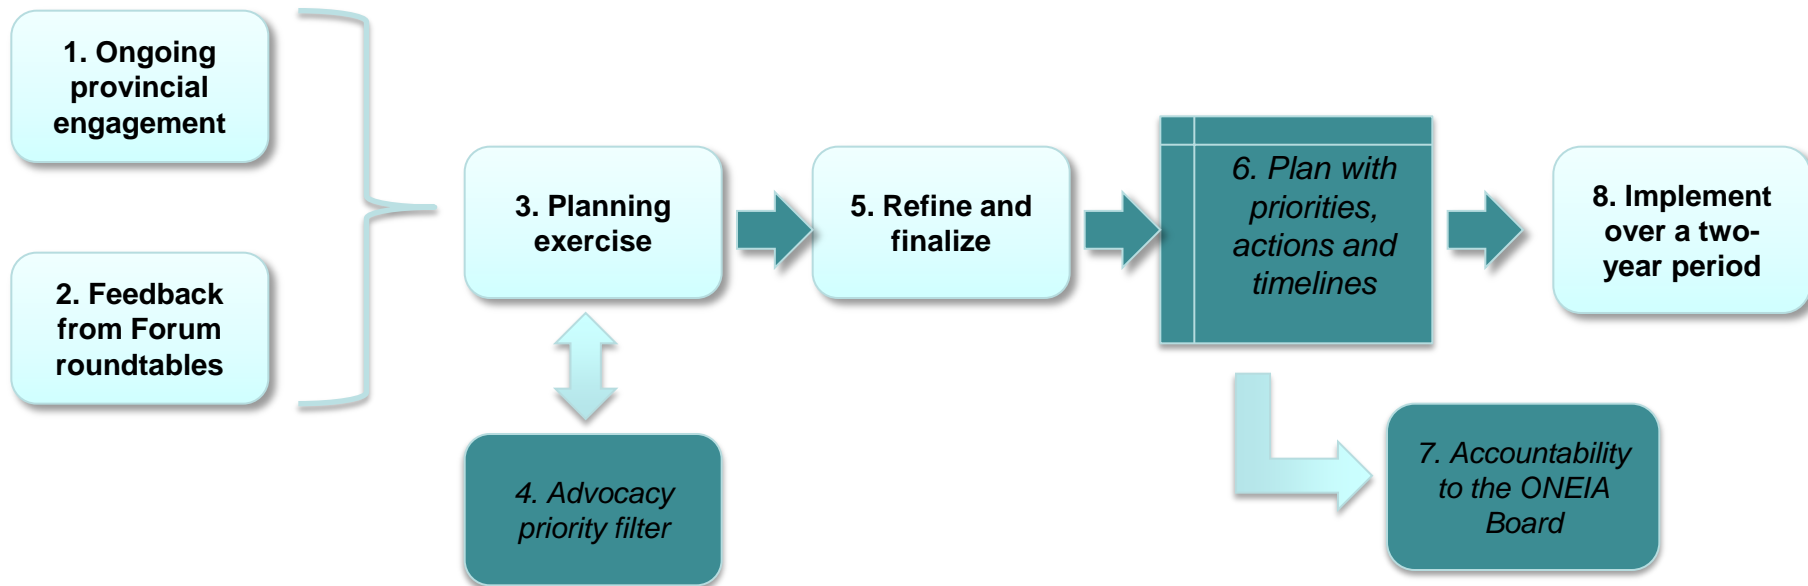 1. Ongoing
provincial
engagement
2. Feedback
from Forum
roundtables
3. Planning
exercise
4. Advocacy
priority filter
5. Refine and
finalize
6. Plan with
priorities,
actions and
timelines
7. Accountability
to the ONEIA
Board
8. Implement
over a two-
year period